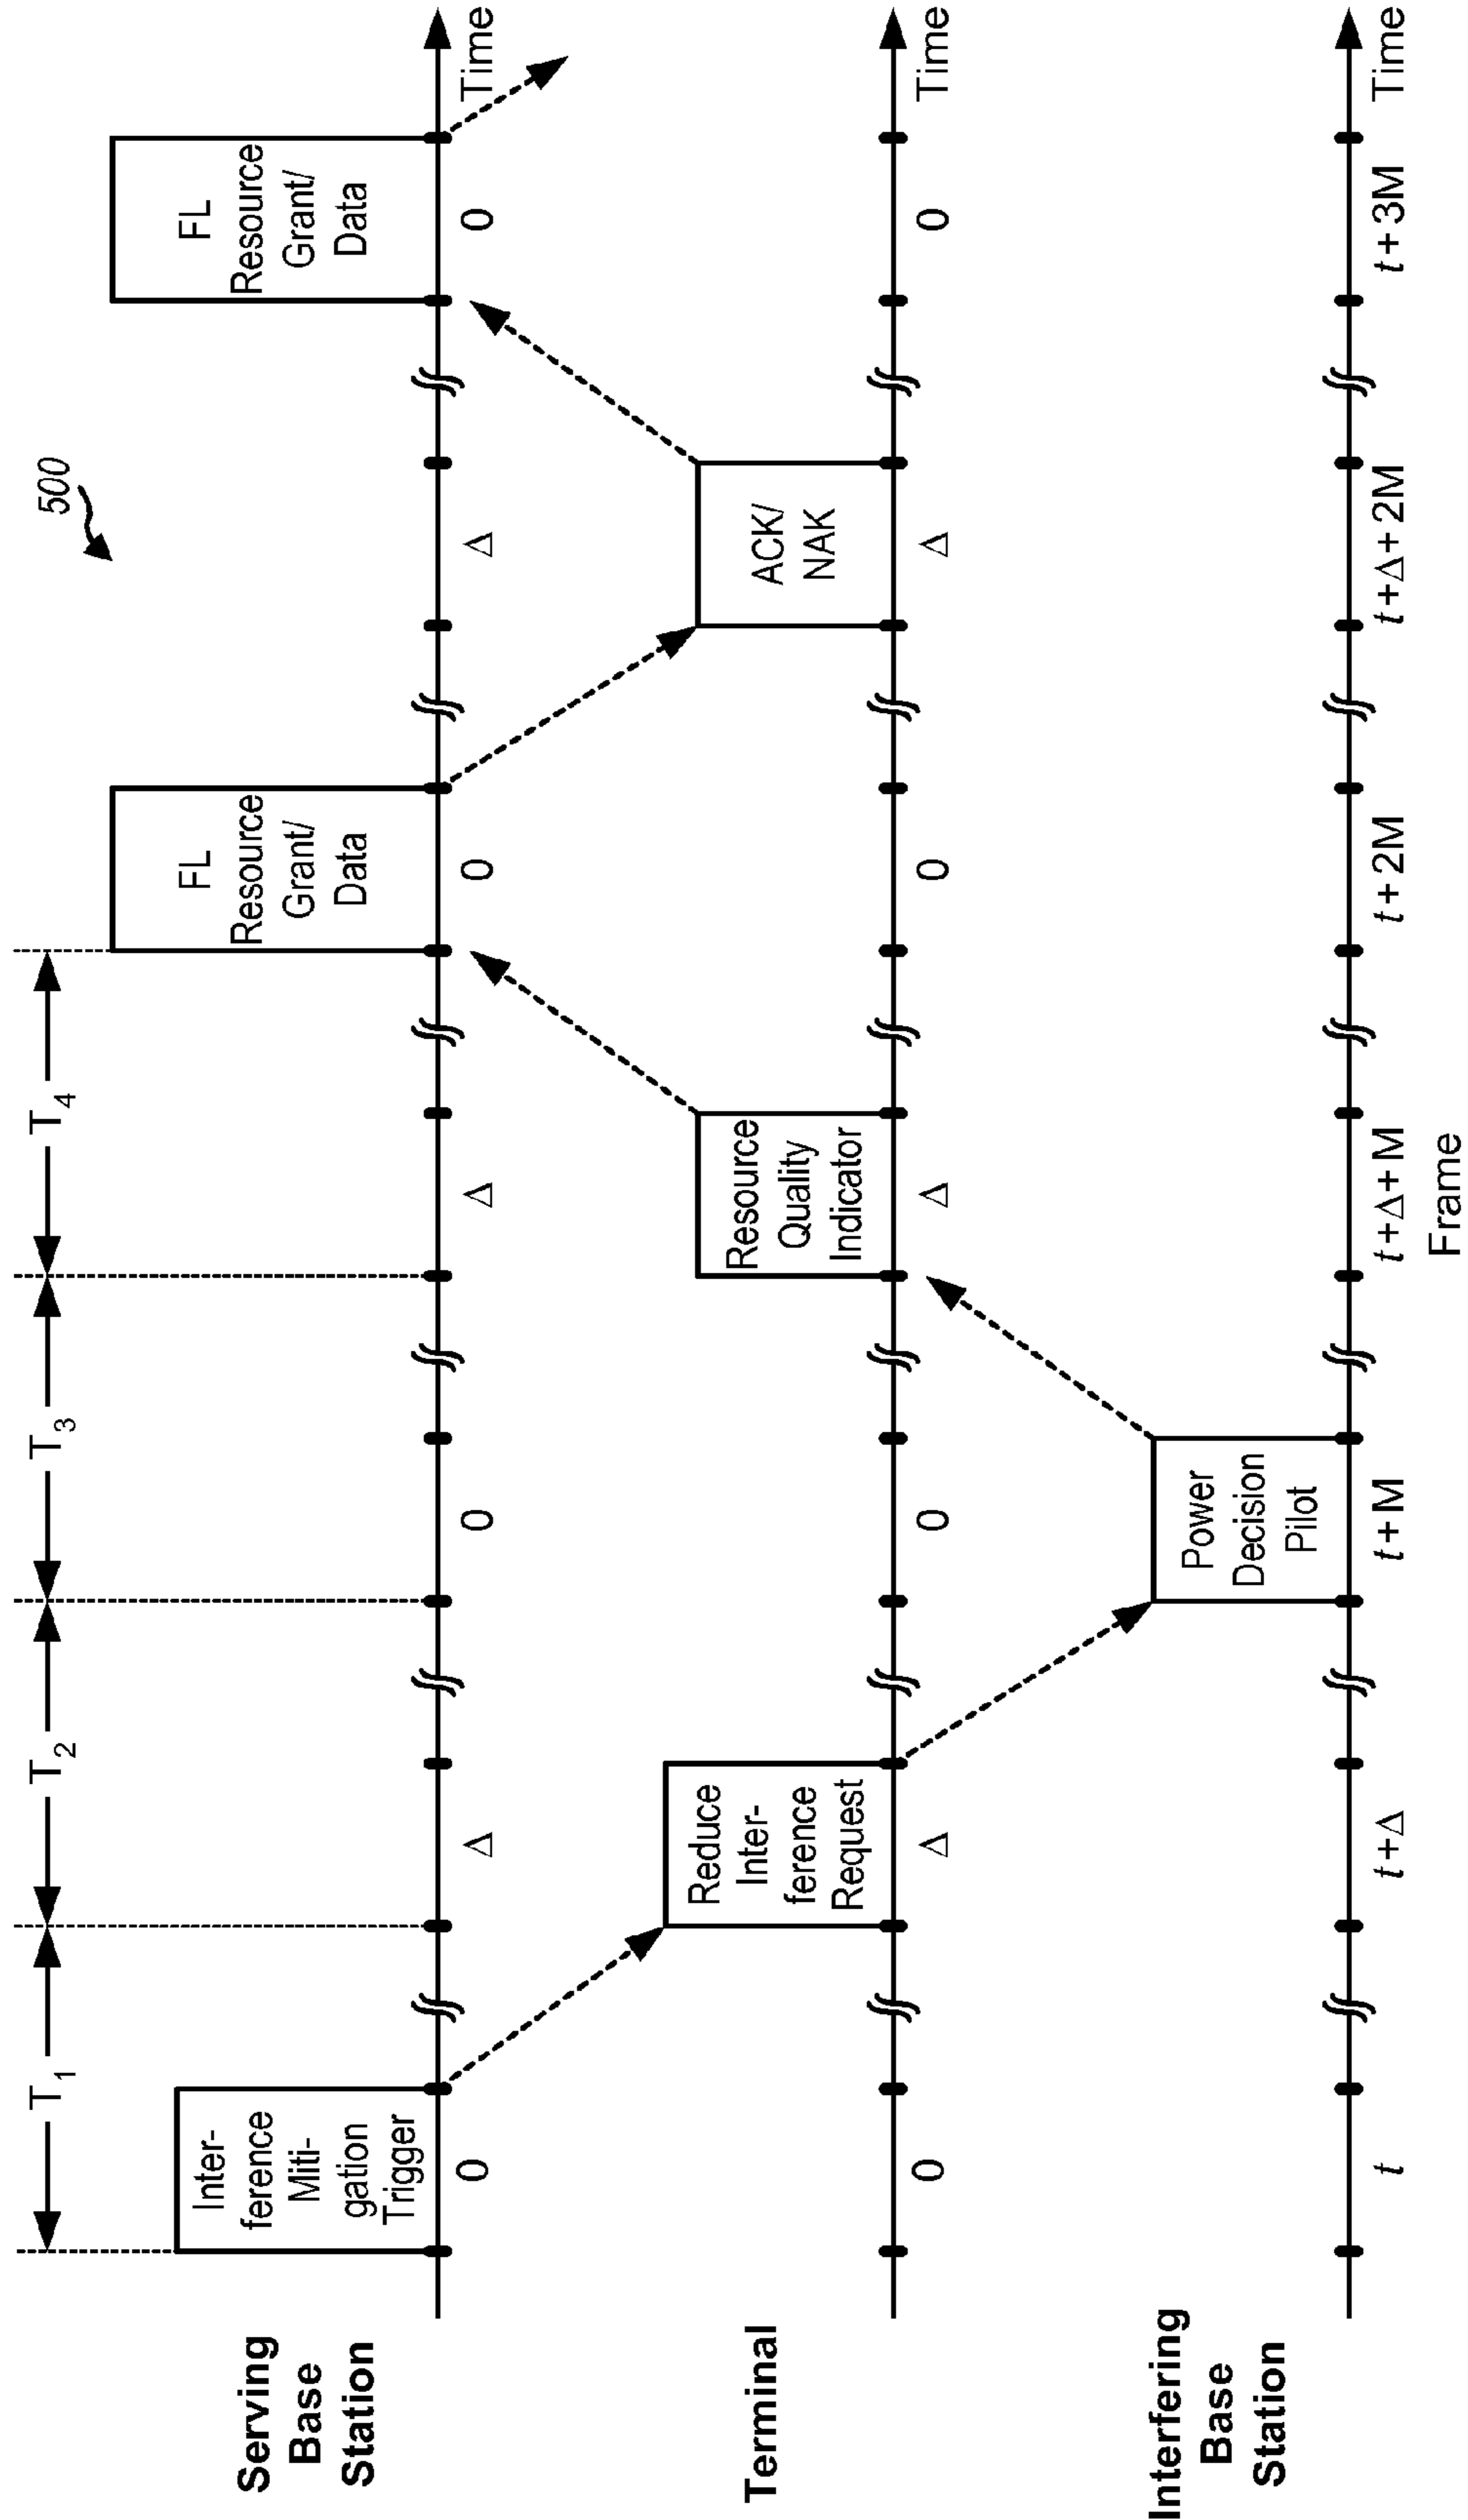 500
T1
T2
T3
T4
Serving
Base
Station
Inter-
ference
Miti-
gation
Trigger
FL
Resource
Grant/
Data
FL
Resource
Grant/
Data
0
Δ
0
Δ
0
Δ
0
Time
Terminal
Reduce
Inter-
ference
Request
Resource
Quality
Indicator
ACK/
NAK
0
Δ
0
Δ
0
Δ
0
Time
Interfering
Base
Station
Power
Decision
Pilot
t
t+Δ
t+M
t+Δ+M
t+2M
t+Δ+2M
t+3M
Time
Frame